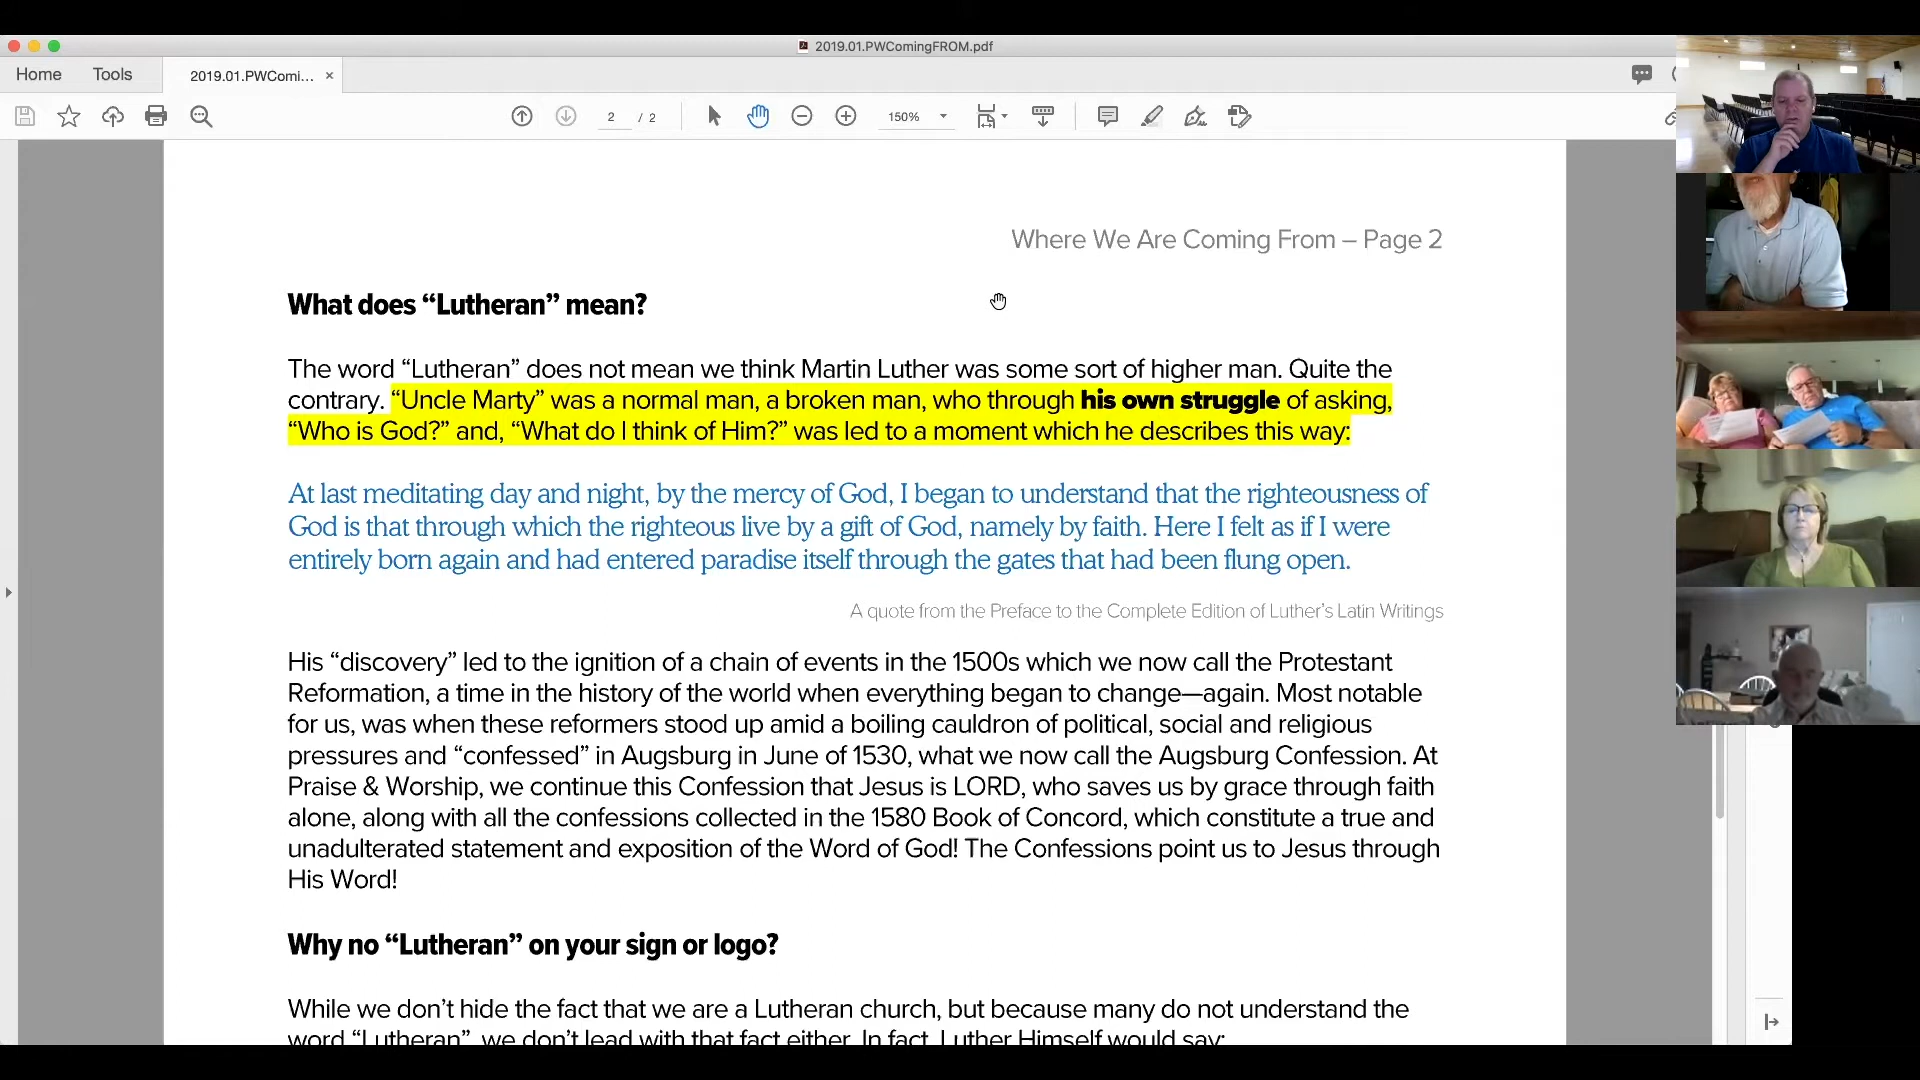 2019.01.PWComingFROM.pdf
Home
Tools
2019.01.PWComi... ×
2 / 2
150%
Where We Are Coming From – Page 2
What does “Lutheran” mean?
The word “Lutheran” does not mean we think Martin Luther was some sort of higher man. Quite the
contrary. “Uncle Marty” was a normal man, a broken man, who through his own struggle of asking,
“Who is God?” and, “What do I think of Him?” was led to a moment which he describes this way:
At last meditating day and night, by the mercy of God, I began to understand that the righteousness of
God is that through which the righteous live by a gift of God, namely by faith. Here I felt as if I were
entirely born again and had entered paradise itself through the gates that had been flung open.
A quote from the Preface to the Complete Edition of Luther’s Latin Writings
His “discovery” led to the ignition of a chain of events in the 1500s which we now call the Protestant
Reformation, a time in the history of the world when everything began to change—again. Most notable
for us, was when these reformers stood up amid a boiling cauldron of political, social and religious
pressures and “confessed” in Augsburg in June of 1530, what we now call the Augsburg Confession. At
Praise & Worship, we continue this Confession that Jesus is LORD, who saves us by grace through faith
alone, along with all the confessions collected in the 1580 Book of Concord, which constitute a true and
unadulterated statement and exposition of the Word of God! The Confessions point us to Jesus through
His Word!
Why no “Lutheran” on your sign or logo?
While we don’t hide the fact that we are a Lutheran church, but because many do not understand the
word “Lutheran”, we don’t lead with that fact either. In fact, Luther Himself would say: